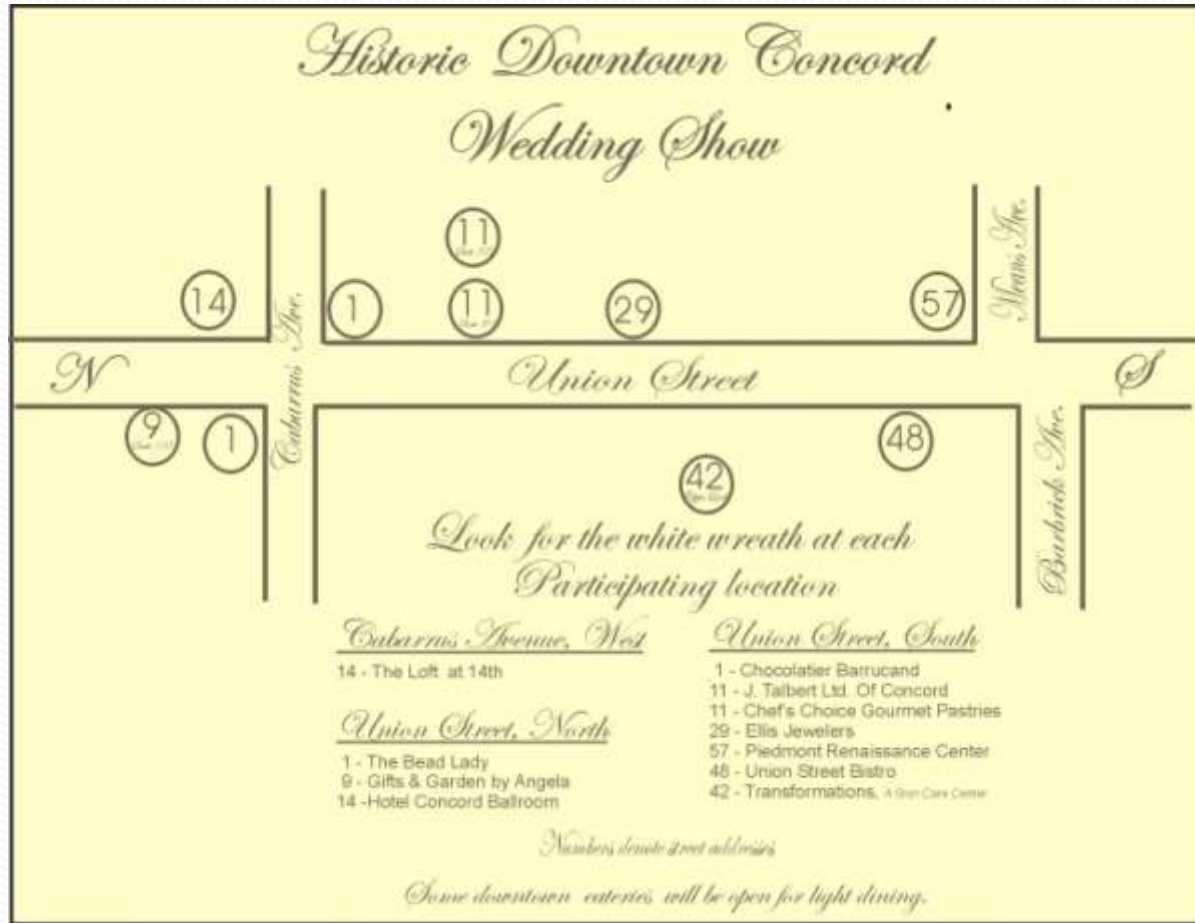 Historic Downtown Concord
Wedding Show
11
14
1
11
29
57
Means Ave.
Cabarrus Ave.
N
Union Street
S
9
1
48
42
Barbrick Ave.
Look for the white wreath at each
Participating location
Cabarrus Avenue, West
14 - The Loft at 14th
Union Street, North
1 - The Bead Lady
9 - Gifts & Garden by Angela
14 -Hotel Concord Ballroom
Union Street, South
1 - Chocolatier Barrucand
11 - J. Talbert Ltd. Of Concord
11 - Chef's Choice Gourmet Pastries
29 - Ellis Jewelers
57 - Piedmont Renaissance Center
48 - Union Street Bistro
42 - Transformations, A Skin Care Center
Numbers denote street addresses
Some downtown eateries will be open for light dining.